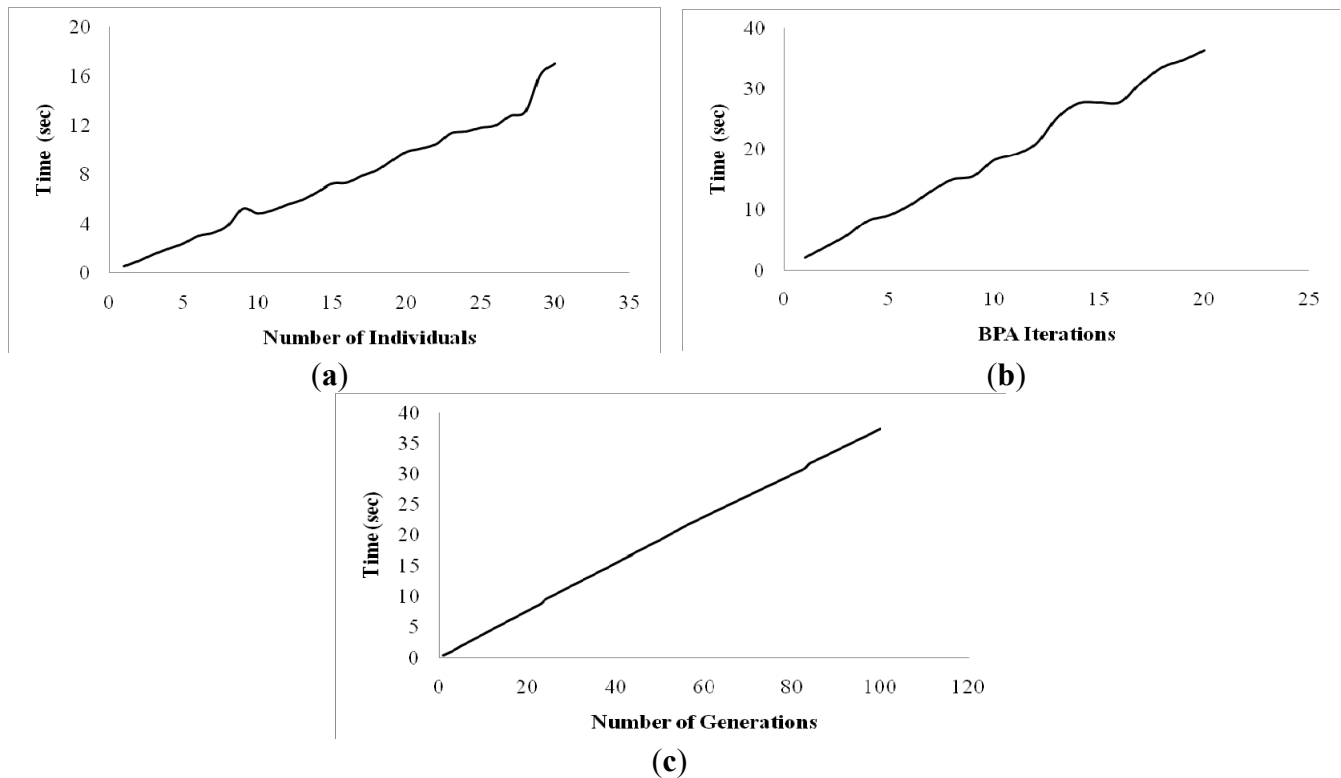 20
16
12
8
4
0
Time (sec)
0 5 10 15 20 25 30 35
Number of Individuals
(a)
40
30
20
10
0
Time (sec)
0 5 10 15 20 25
BPA Iterations
(b)
40
35
30
25
20
15
10
5
0
Time (sec)
0 20 40 60 80 100 120
Number of Generations
(c)